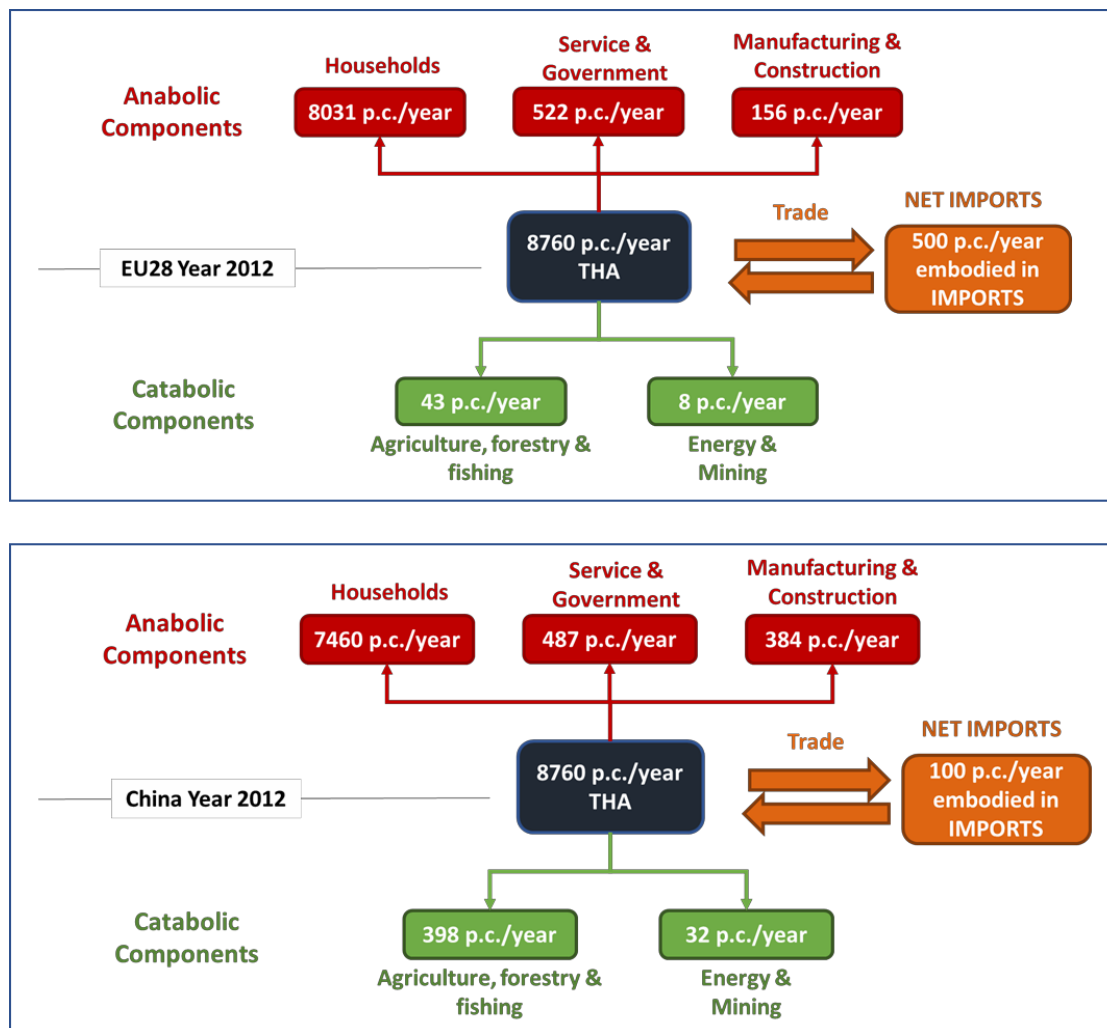 Households
Service &
Government
Manufacturing &
Construction
Anabolic
Components
8031 p.c./year
522 p.c./year
156 p.c./year
Trade
NET IMPORTS
EU28 Year 2012
8760 p.c./year
THA
500 p.c./year
embodied in
IMPORTS
Catabolic
Components
43 p.c./year
8 p.c./year
Agriculture, forestry &
fishing
Energy &
Mining
Households
Service &
Government
Manufacturing &
Construction
Anabolic
Components
7460 p.c./year
487 p.c./year
384 p.c./year
Trade
NET IMPORTS
China Year 2012
8760 p.c./year
THA
100 p.c./year
embodied in
IMPORTS
Catabolic
Components
398 p.c./year
32 p.c./year
Agriculture, forestry &
fishing
Energy &
Mining